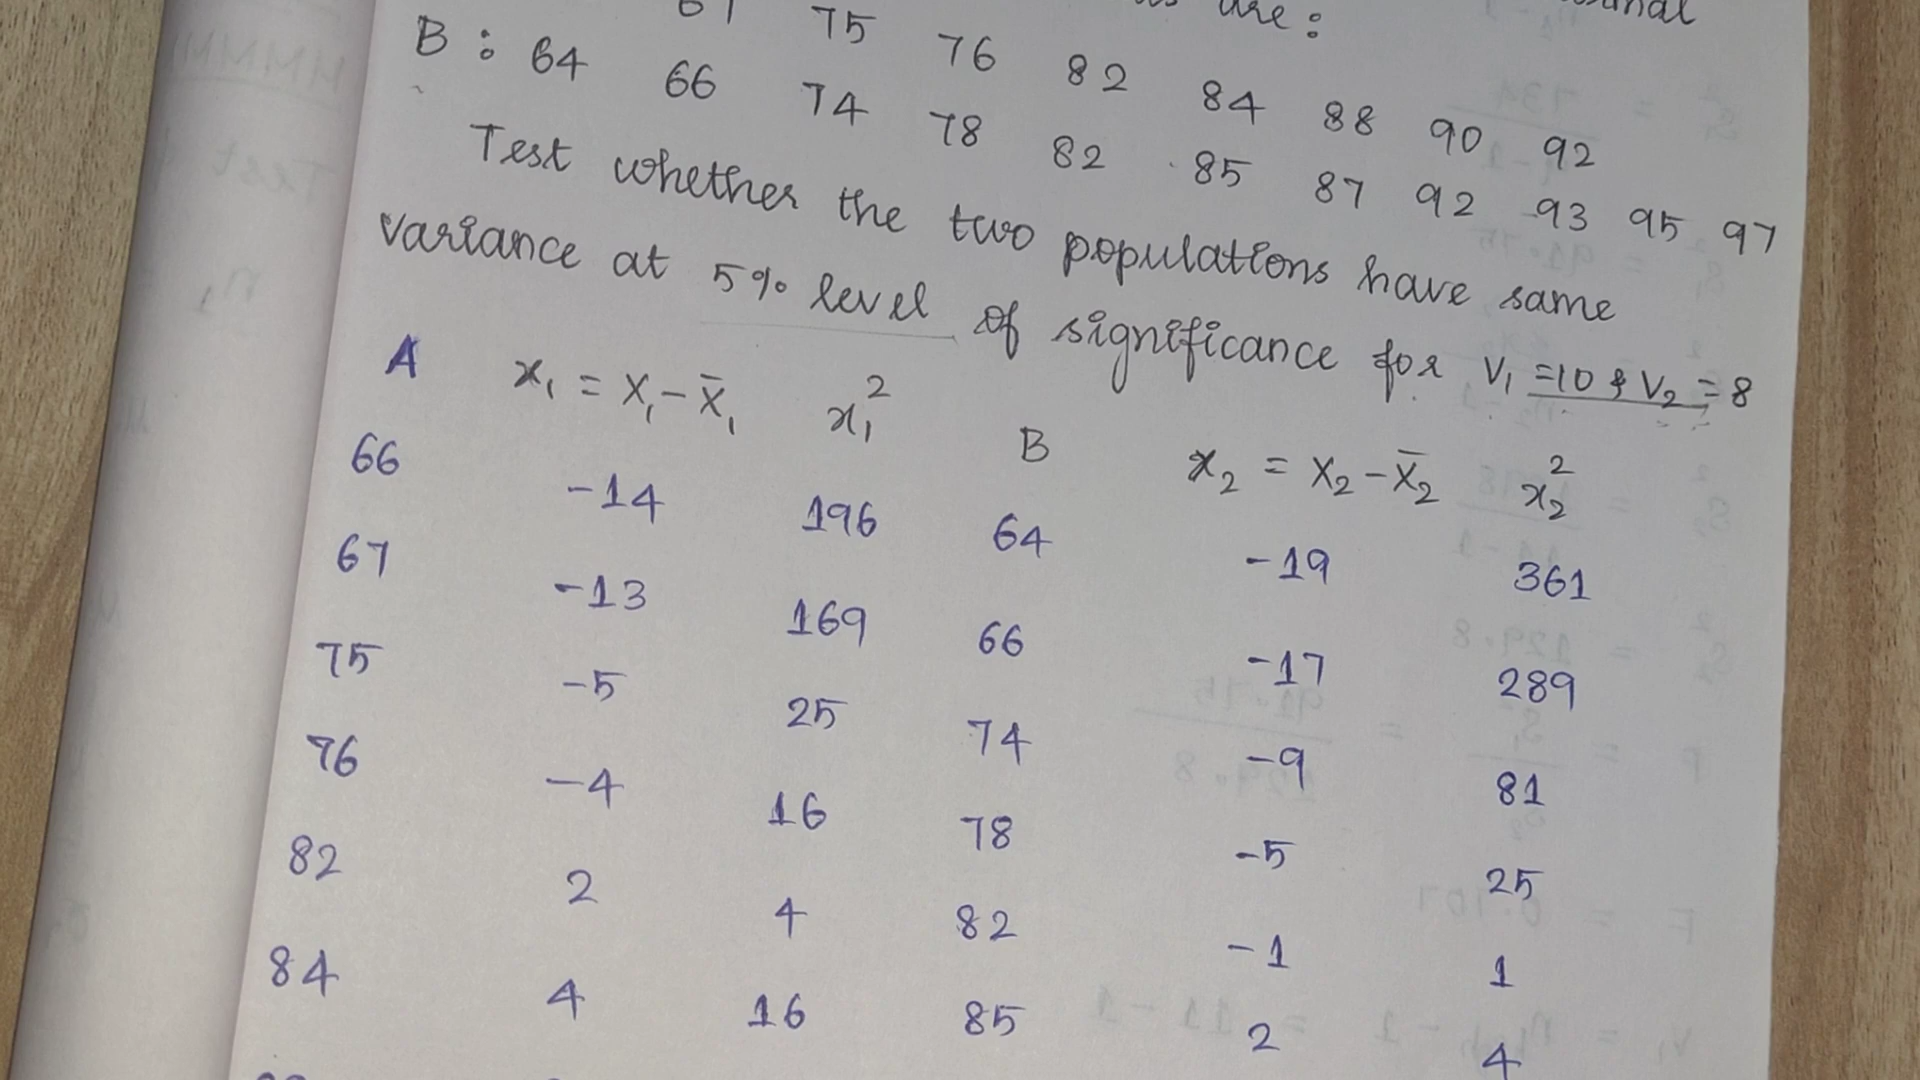 are :
67 75 76 82 84 88 90 92
B : 64 66 74 78 82 85 87 92 93 95 97
Test whether the two populations have same
variance at 5% level of significance for V₁ =10 & V₂ = 8
A x₁ = X₁ - X̄₁ x₁² B x₂ = X₂ - X̄₂ x₂²
66 -14 196 64 -19 361
67 -13 169 66 -17 289
75 -5 25 74 -9 81
76 -4 16 78 -5 25
82 2 4 82 -1 1
84 4 16 85 2 4